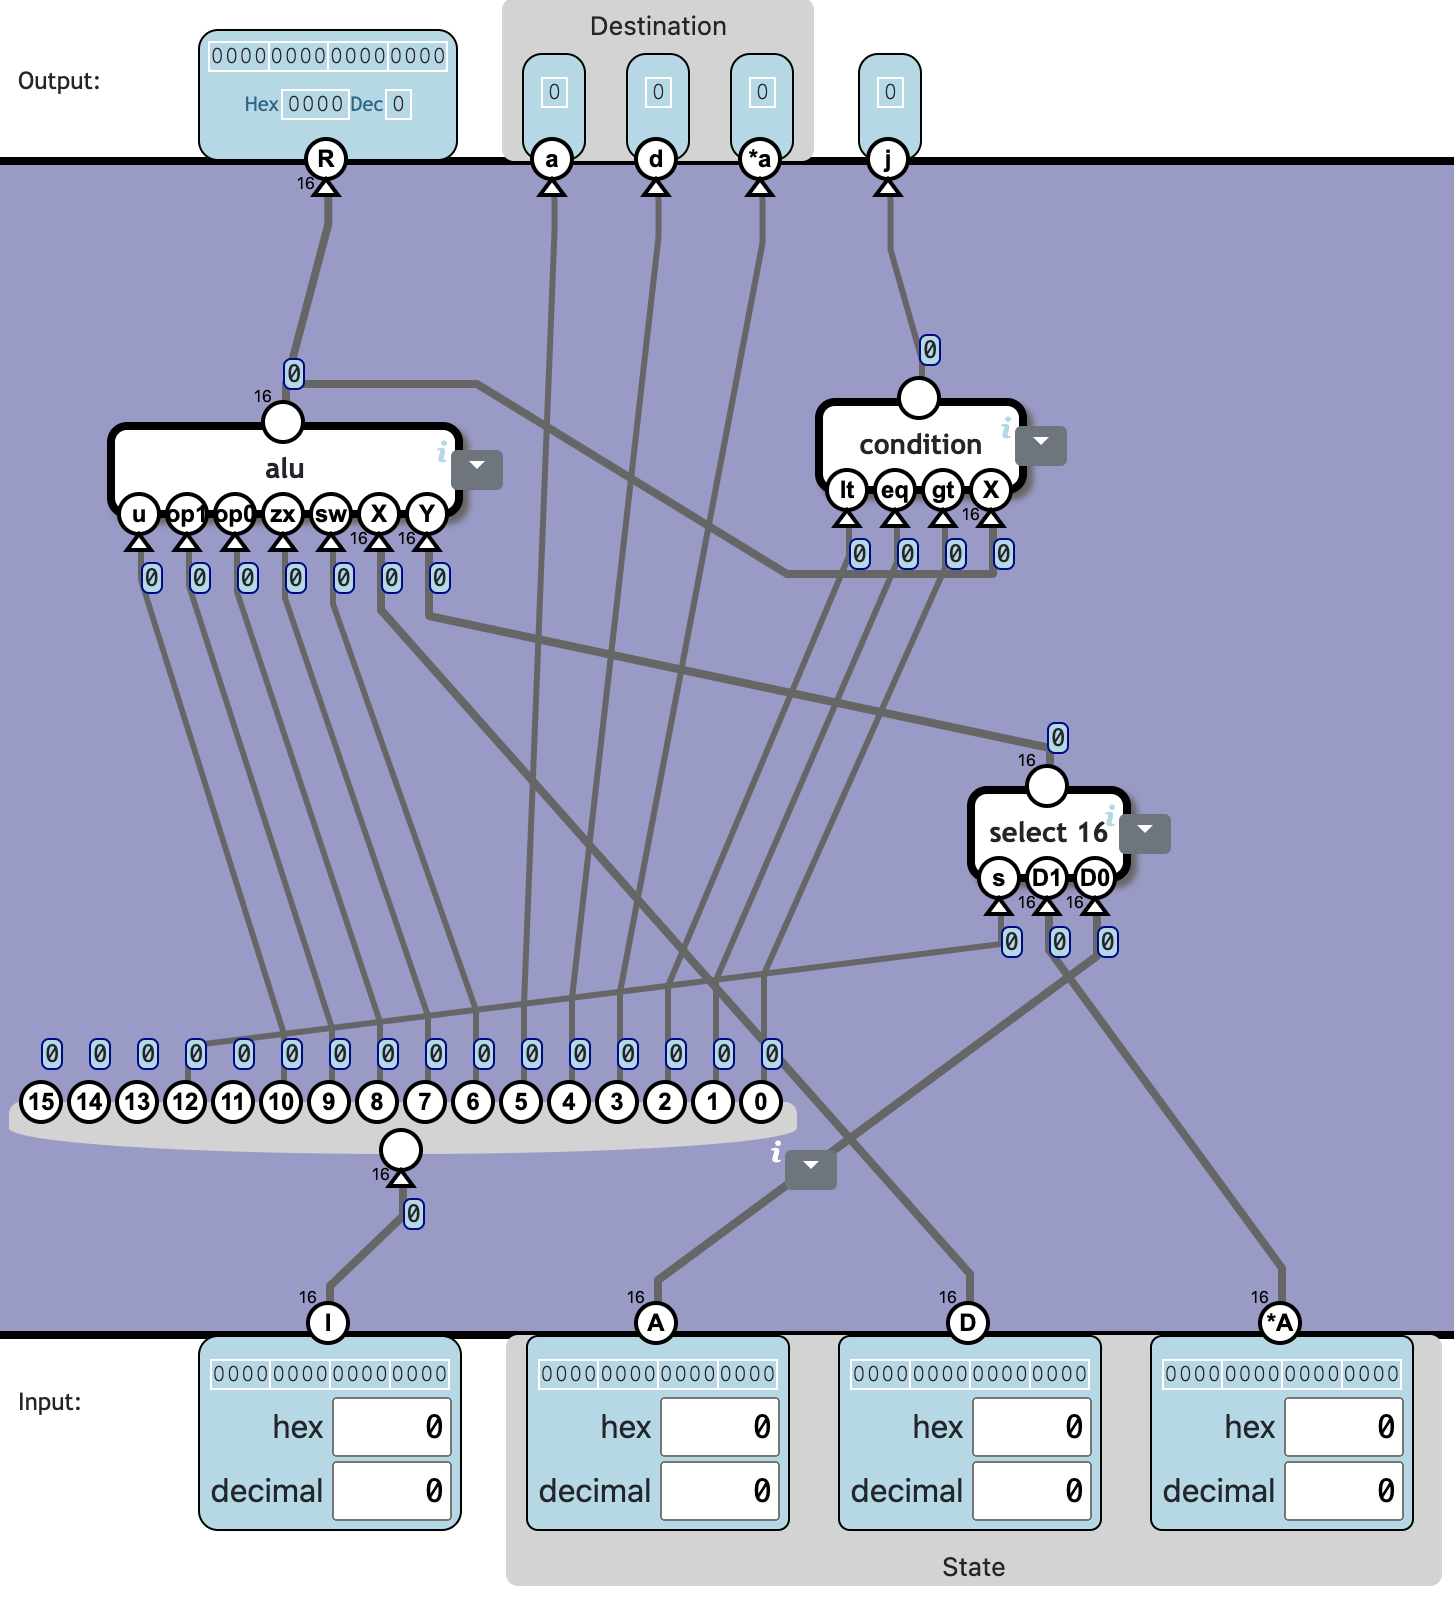 Destination
0000 0000 0000 0000
0 0 0 0
Output:
Hex 0000 Dec 0
R a d *a j
16
0
0
16
i
condition
alu
i
lt eq gt X
16
u op1 op0 zx sw X Y
16 16
0 0 0 0
0 0 0 0 0 0 0
0
16
i
select 16
s D1 D0
16 16
0 0 0
0 0 0 0 0 0 0 0 0 0 0 0 0 0 0 0
15 14 13 12 11 10 9 8 7 6 5 4 3 2 1 0
i
16
0
16 16 16 16
I A D *A
0000 0000 0000 0000 0000 0000 0000 0000 0000 0000 0000 0000 0000 0000 0000 0000
Input:
hex 0 hex 0 hex 0 hex 0
decimal 0 decimal 0 decimal 0 decimal 0
State